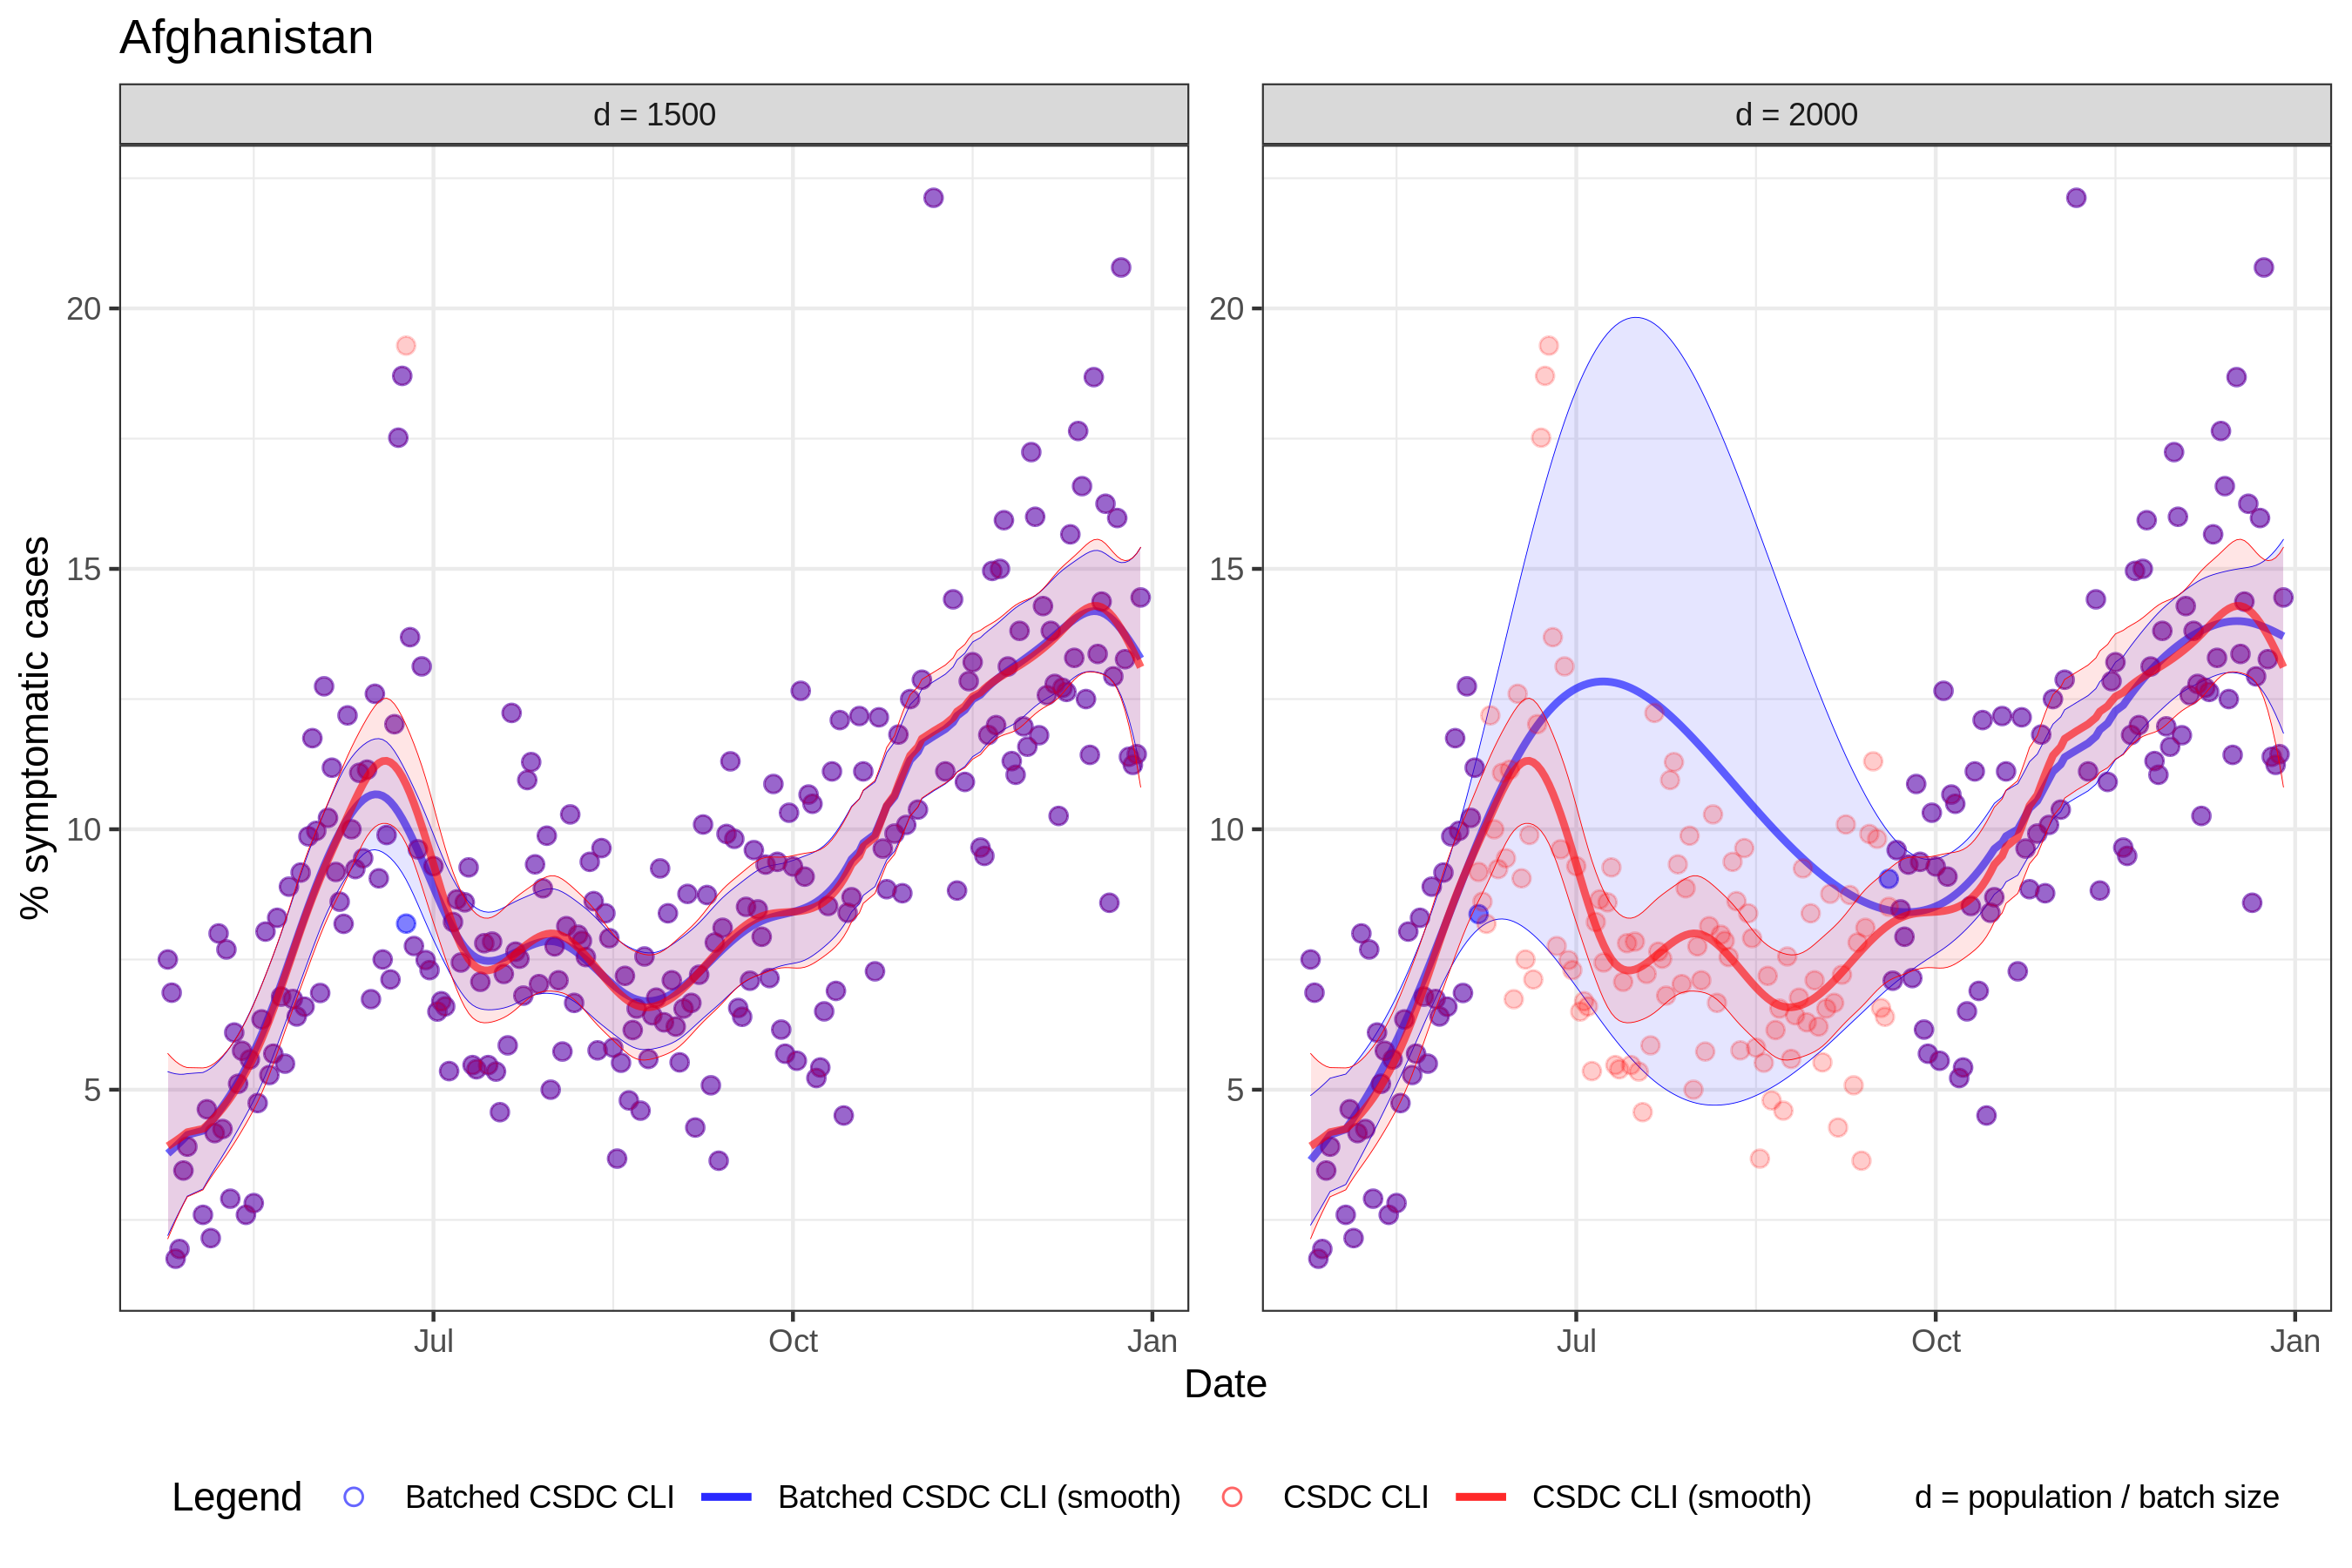 Afghanistan
d = 1500
d = 2000
% symptomatic cases
20
15
10
5
20
15
10
5
Jul
Oct
Jan
Jul
Oct
Jan
Date
Legend
Batched CSDC CLI
Batched CSDC CLI (smooth)
CSDC CLI
CSDC CLI (smooth)
d = population / batch size